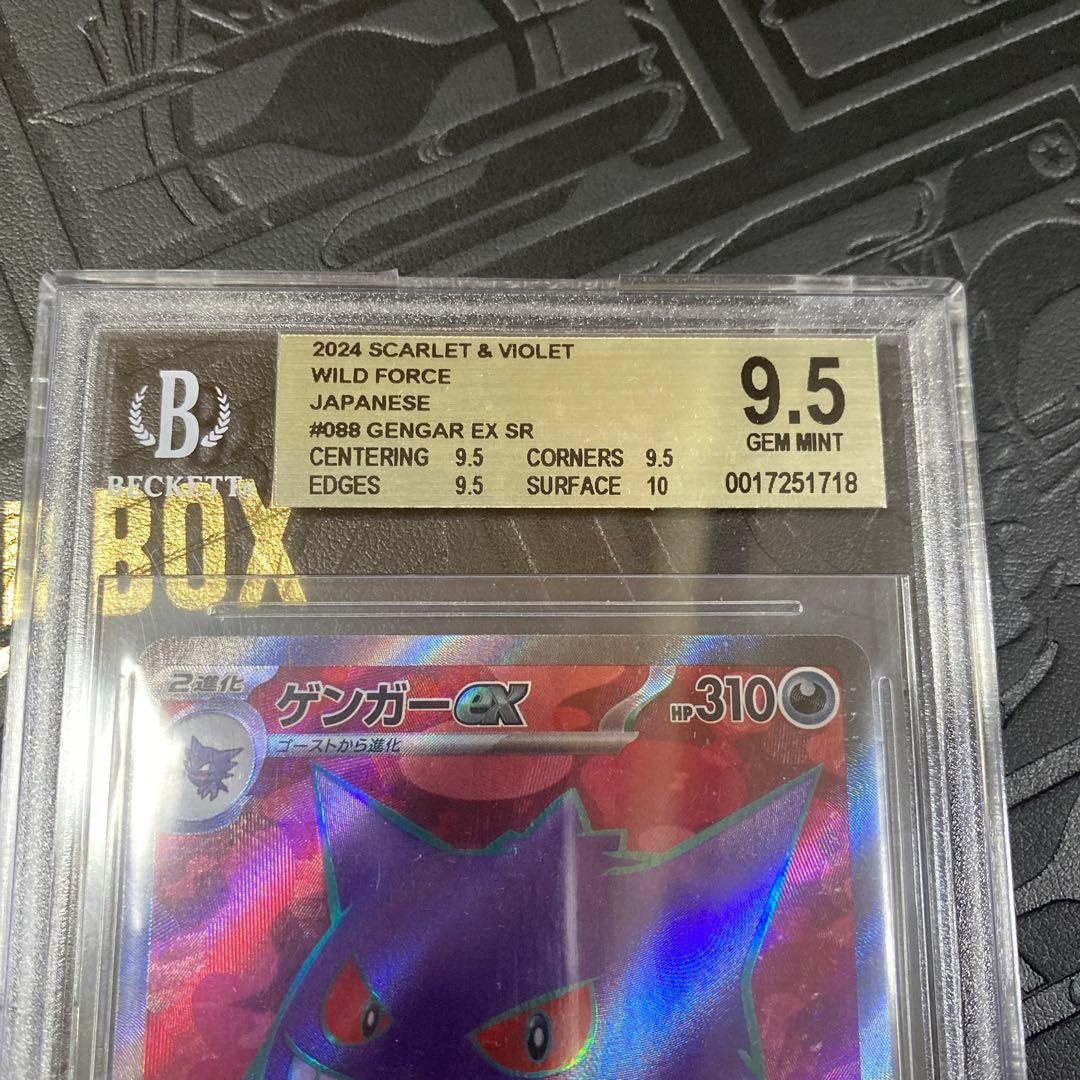 2024 SCARLET & VIOLET
WILD FORCE
JAPANESE
#088 GENGAR EX SR
CENTERING 9.5 CORNERS 9.5
EDGES 9.5 SURFACE 10
9.5
GEM MINT
0017251718
B
BECKETT
BOX
2進化
ゲンガーex
HP310
ゴーストから進化